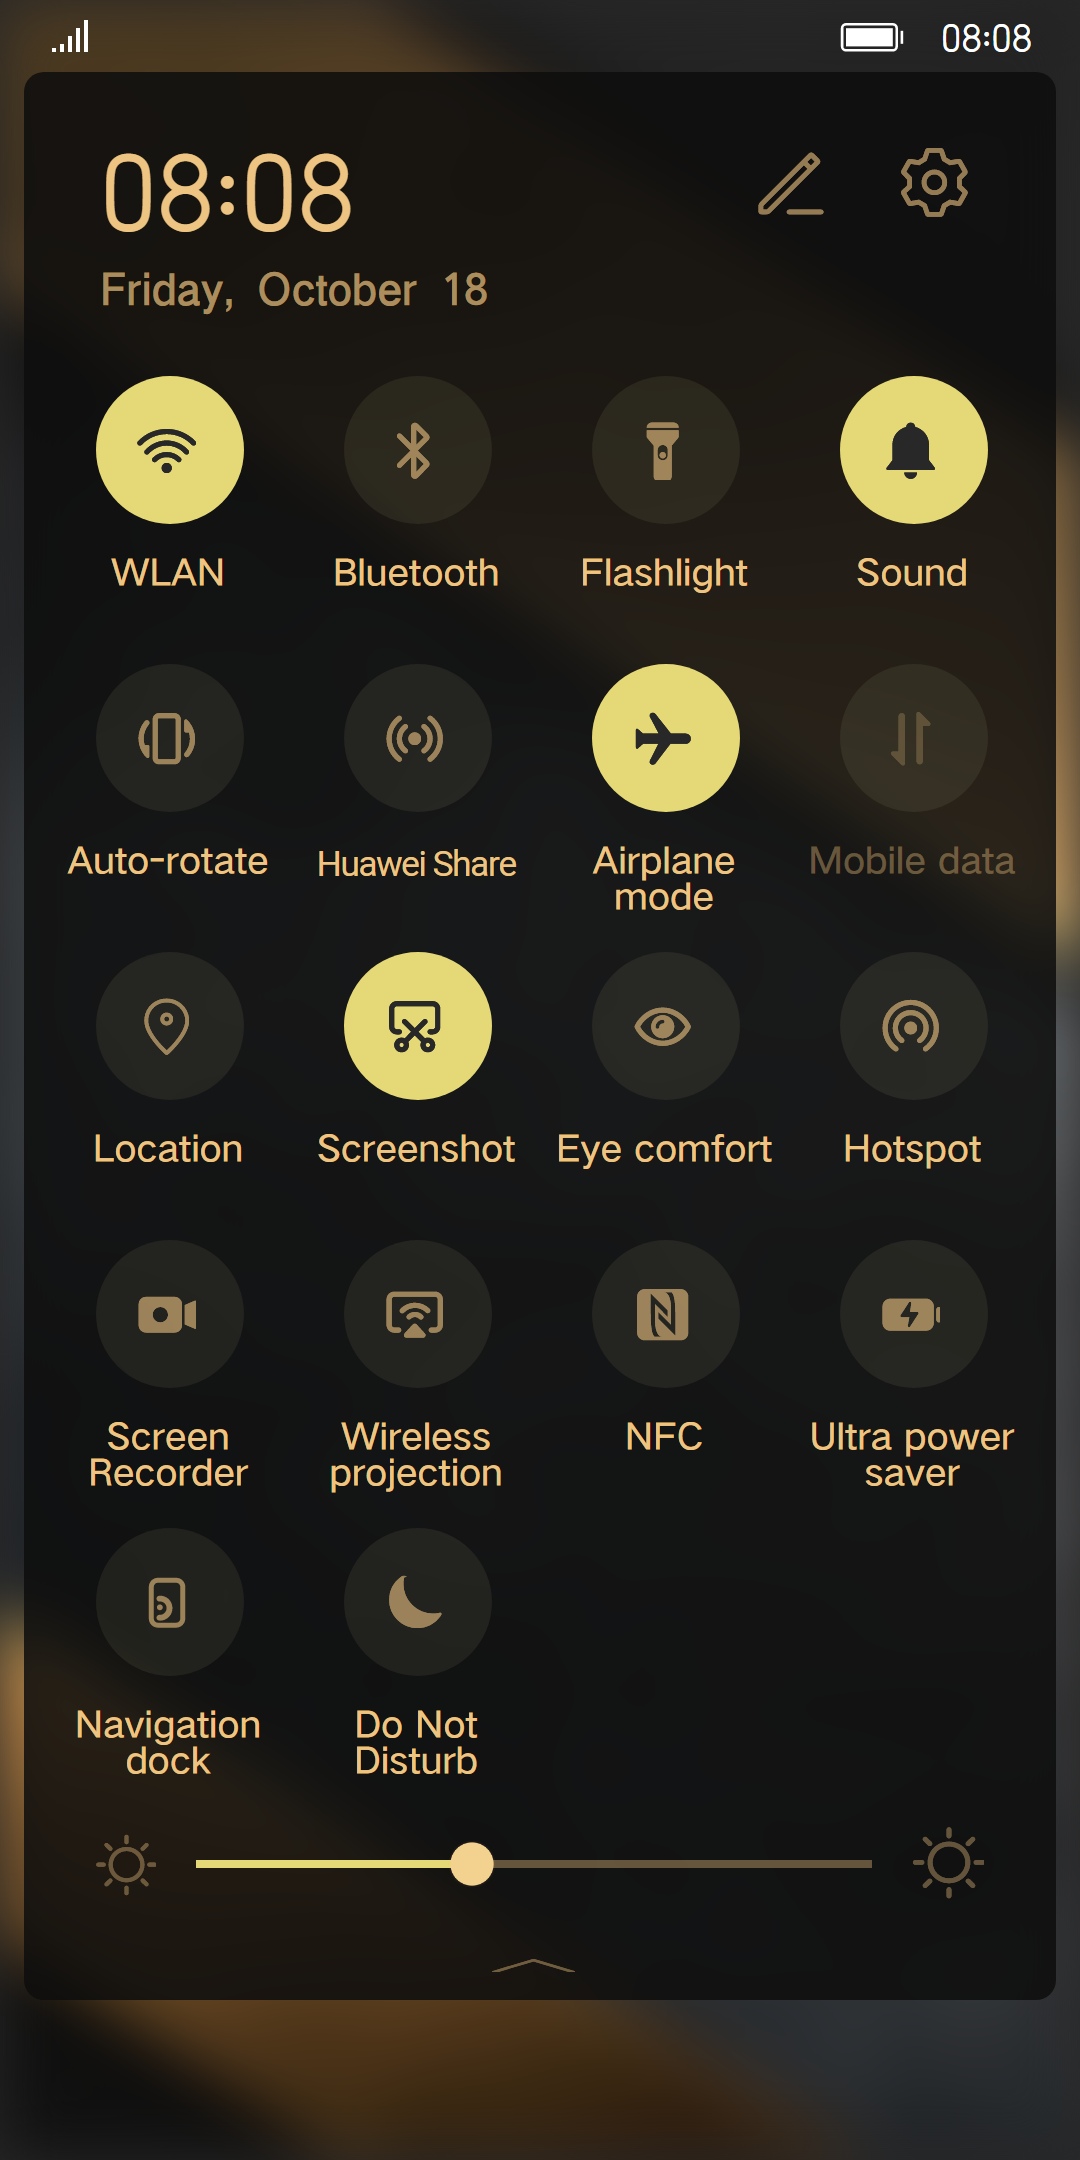 08:08
08:08
Friday, October 18
WLAN
Bluetooth
Flashlight
Sound
Auto-rotate
Huawei Share
Airplane
mode
Mobile data
Location
Screenshot
Eye comfort
Hotspot
Screen
Recorder
Wireless
projection
NFC
Ultra power
saver
Navigation
dock
Do Not
Disturb